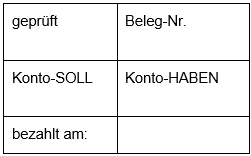 geprüft Beleg-Nr.
Konto-SOLL Konto-HABEN
bezahlt am: